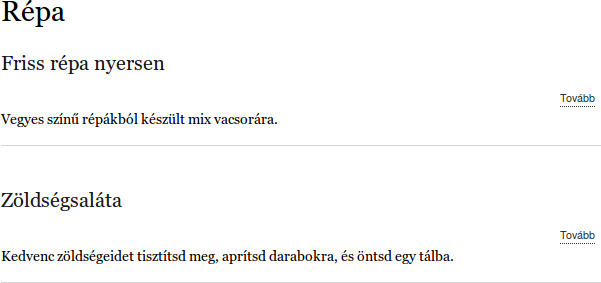 Répa
Friss répa nyersen
Tovább
Vegyes színű répákból készült mix vacsorára.
Zöldségsaláta
Tovább
Kedvenc zöldségeidet tisztítsd meg, aprítsd darabokra, és öntsd egy tálba.